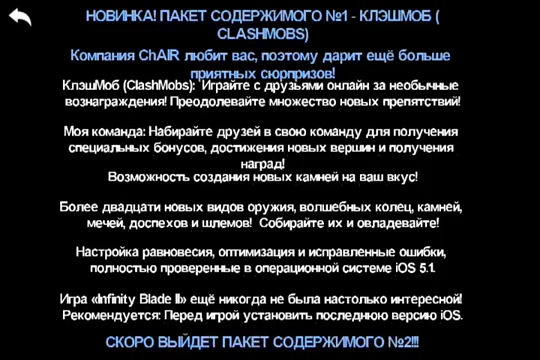 НОВИНКА! ПАКЕТ СОДЕРЖИМОГО №1 - КЛЭШМОБ (
CLASHMOBS)
Компания ChAIR любит вас, поэтому дарит ещё больше
приятных сюрпризов!
КлэшМоб (ClashMobs): Играйте с друзьями онлайн за необычные
вознаграждения! Преодолевайте множество новых препятствий!
Моя команда: Набирайте друзей в свою команду для получения
специальных бонусов, достижения новых вершин и получения
наград!
Возможность создания новых камней на ваш вкус!
Более двадцати новых видов оружия, волшебных колец, камней,
мечей, доспехов и шлемов! Собирайте их и овладевайте!
Настройка равновесия, оптимизация и исправленные ошибки,
полностью проверенные в операционной системе iOS 5.1.
Игра «Infinity Blade II» ещё никогда не была настолько интересной!
Рекомендуется: Перед игрой установить последнюю версию iOS.
СКОРО ВЫЙДЕТ ПАКЕТ СОДЕРЖИМОГО №2!!!